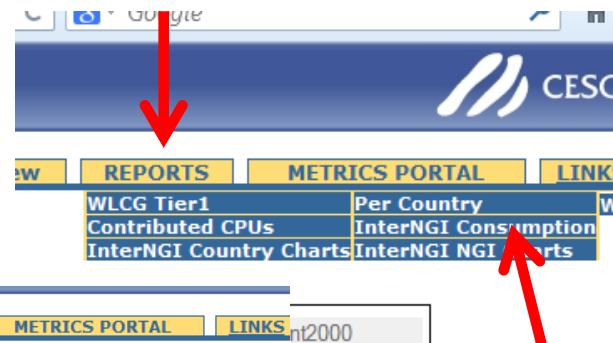 Google
CESG
ew REPORTS METRICS PORTAL LINK
WLCG Tier1 Per Country W
Contributed CPUs InterNGI Consumption
InterNGI Country Charts InterNGI NGI Charts
METRICS PORTAL LINKS nt2000